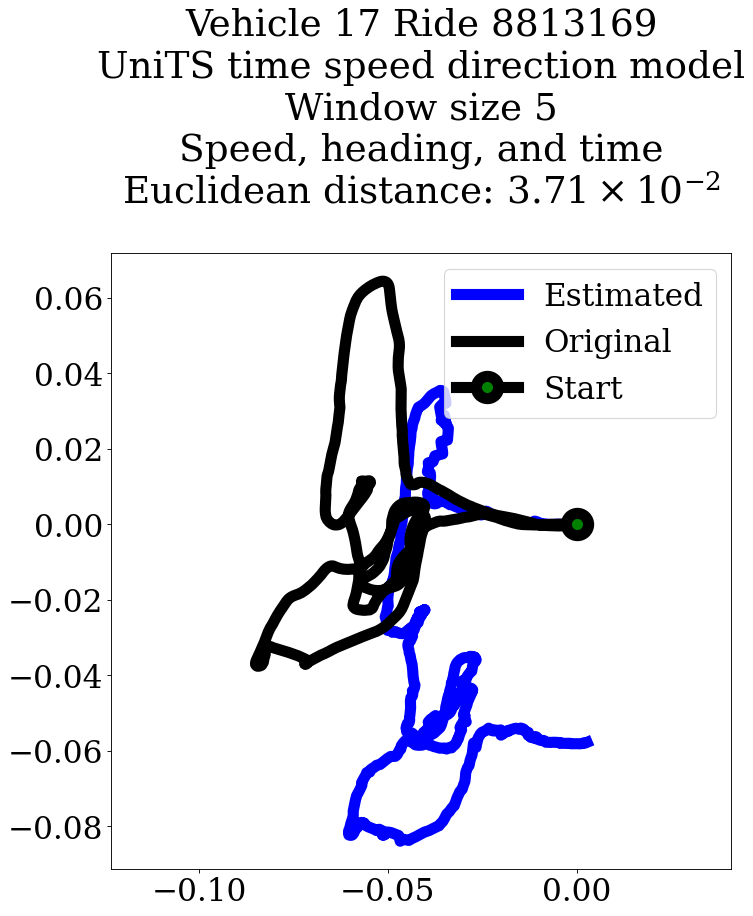 Vehicle 17 Ride 8813169
UniTS time speed direction model
Window size 5
Speed, heading, and time
Euclidean distance: 3.71 × 10⁻²
Estimated
Original
Start
0.06
0.04
0.02
0.00
−0.02
−0.04
−0.06
−0.08
−0.10
−0.05
0.00